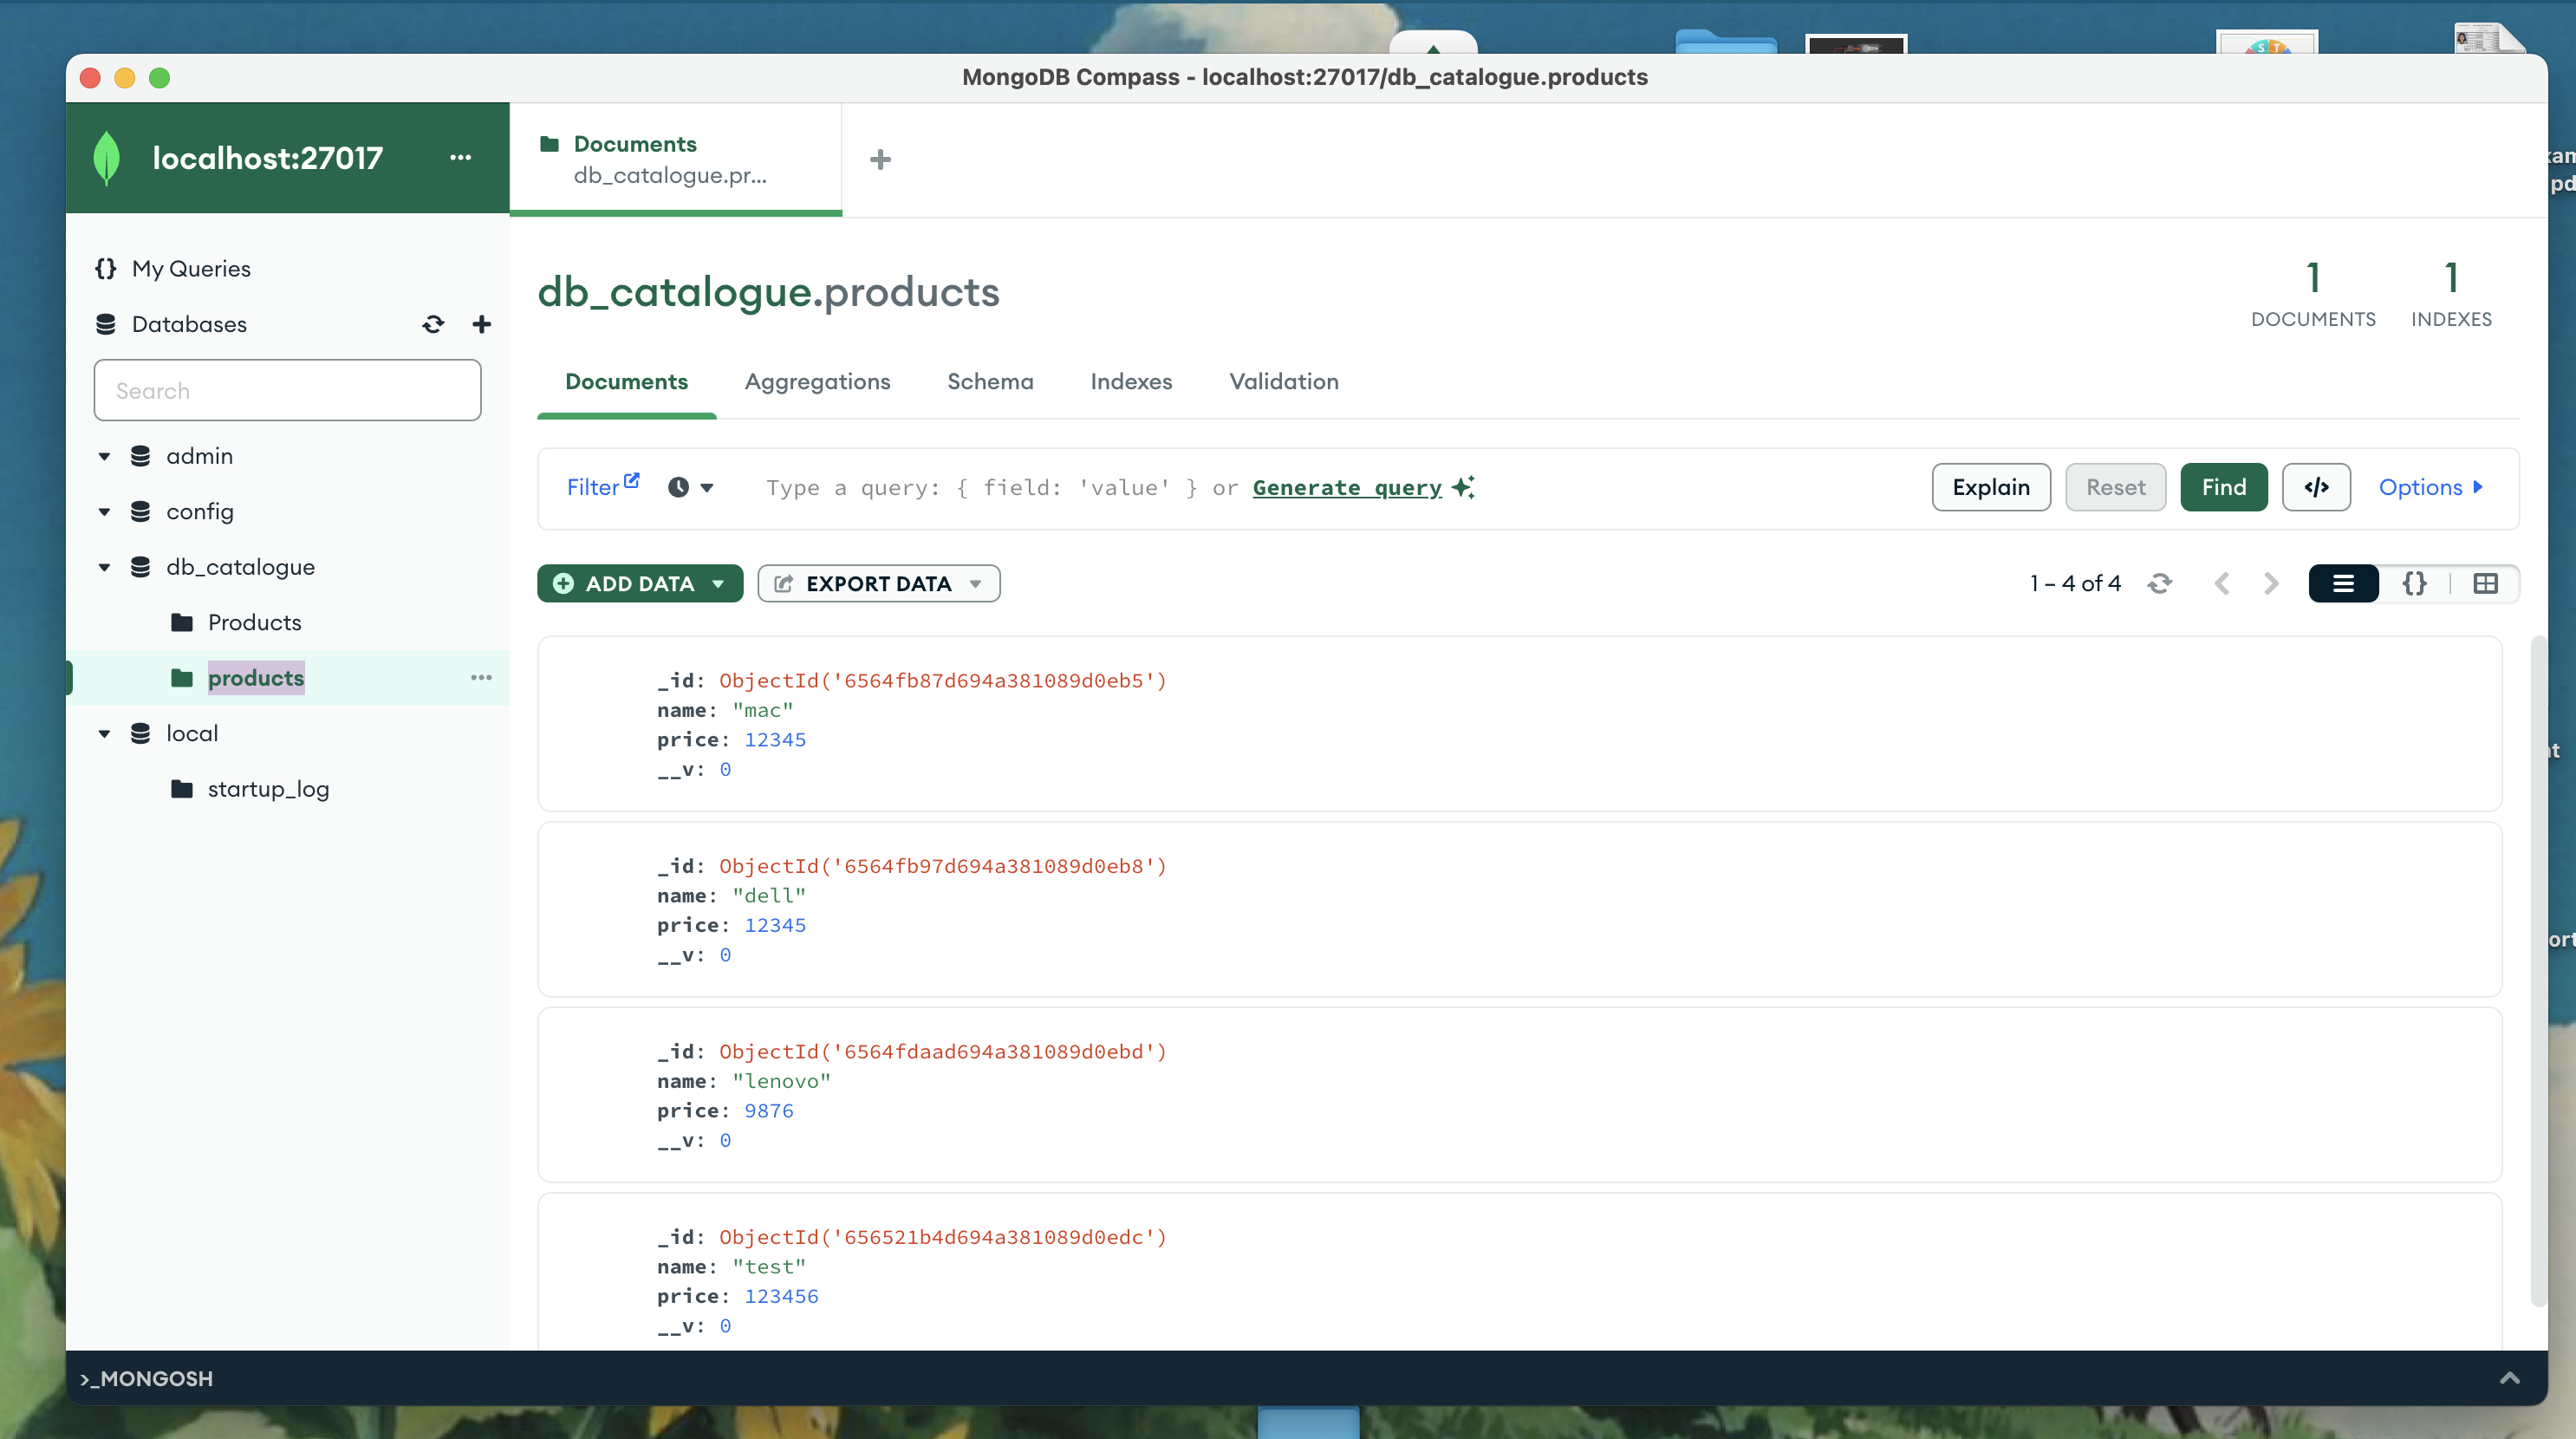 MongoDB Compass - localhost:27017/db_catalogue.products
localhost:27017
Documents
db_catalogue.pr...
My Queries
Databases
Search
admin
config
db_catalogue
Products
products
local
startup_log
db_catalogue.products
1
DOCUMENTS
1
INDEXES
Documents
Aggregations
Schema
Indexes
Validation
Filter
Type a query: { field: 'value' } or Generate query
Explain
Reset
Find
</>
Options
ADD DATA
EXPORT DATA
1 – 4 of 4
{}
_id: ObjectId('6564fb87d694a381089d0eb5')
name: "mac"
price: 12345
__v: 0
_id: ObjectId('6564fb97d694a381089d0eb8')
name: "dell"
price: 12345
__v: 0
_id: ObjectId('6564fdaad694a381089d0ebd')
name: "lenovo"
price: 9876
__v: 0
_id: ObjectId('656521b4d694a381089d0edc')
name: "test"
price: 123456
__v: 0
>_MONGOSH